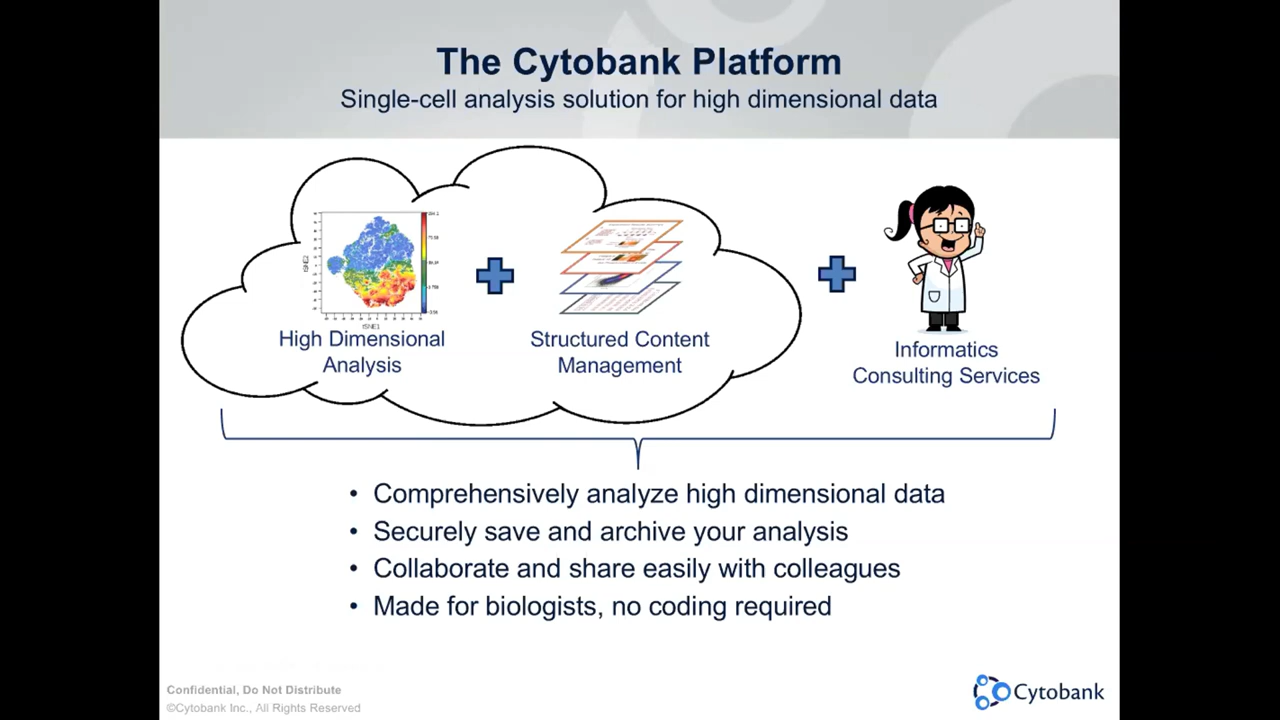 The Cytobank Platform
Single-cell analysis solution for high dimensional data
tSNE2
tSNE1
High Dimensional
Analysis
Structured Content
Management
Informatics
Consulting Services
• Comprehensively analyze high dimensional data
• Securely save and archive your analysis
• Collaborate and share easily with colleagues
• Made for biologists, no coding required
Confidential, Do Not Distribute
©Cytobank Inc., All Rights Reserved
Cytobank